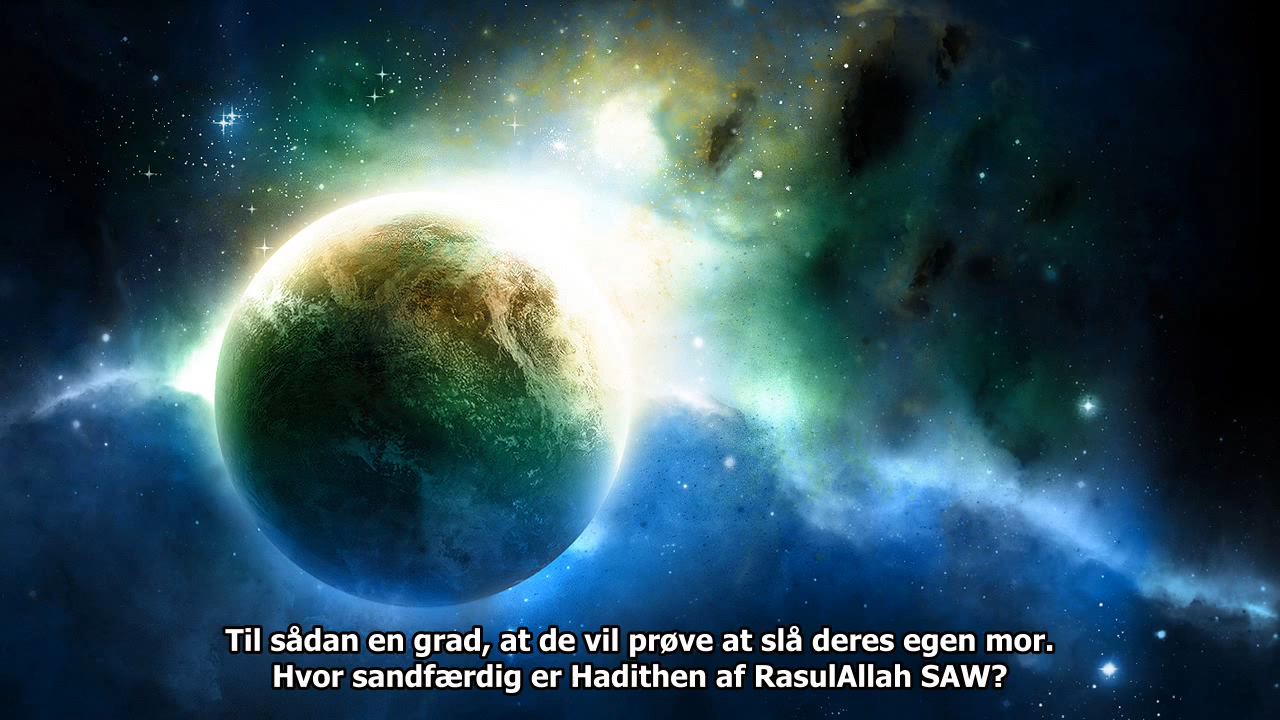 Til sådan en grad, at de vil prøve at slå deres egen mor.
Hvor sandfærdig er Hadithen af RasulAllah SAW?